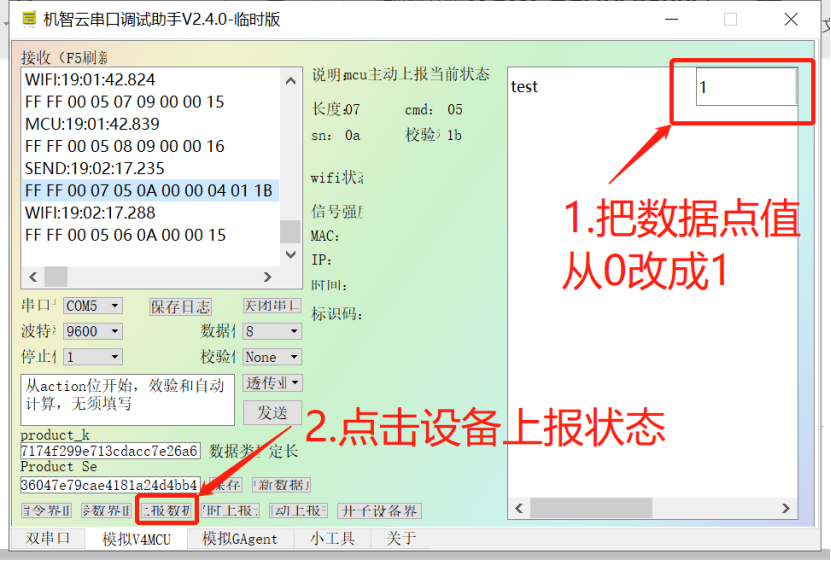 机智云串口调试助手V2.4.0-临时版
接收（F5刷新
WIFI:19:01:42.824
FF FF 00 05 07 09 00 00 15
MCU:19:01:42.839
FF FF 00 05 08 09 00 00 16
SEND:19:02:17.235
FF FF 00 07 05 0A 00 00 04 01 1B
WIFI:19:02:17.288
FF FF 00 05 06 0A 00 00 15
说明:mcu主动上报当前状态
长度:07 cmd: 05
sn: 0a 校验 1b
wifi状态
信号强度
MAC:
IP:
时间:
标识码:
test 1
1.把数据点值
从0改成1
串口 COM5 保存日志 关闭串口
波特 9600 数据 8
停止 1 校验 None
从action位开始，效验和自动
计算，无须填写
透传业
发送
2.点击设备上报状态
product_k
7174f299e713cdacc7e26a6 数据类 定长
Product Se
36047e79cae4181a24d4bb4 保存 新数据
令界面 参数界面 上报数据 时上报 动上报 子设备界
双串口 模拟V4MCU 模拟GAgent 小工具 关于